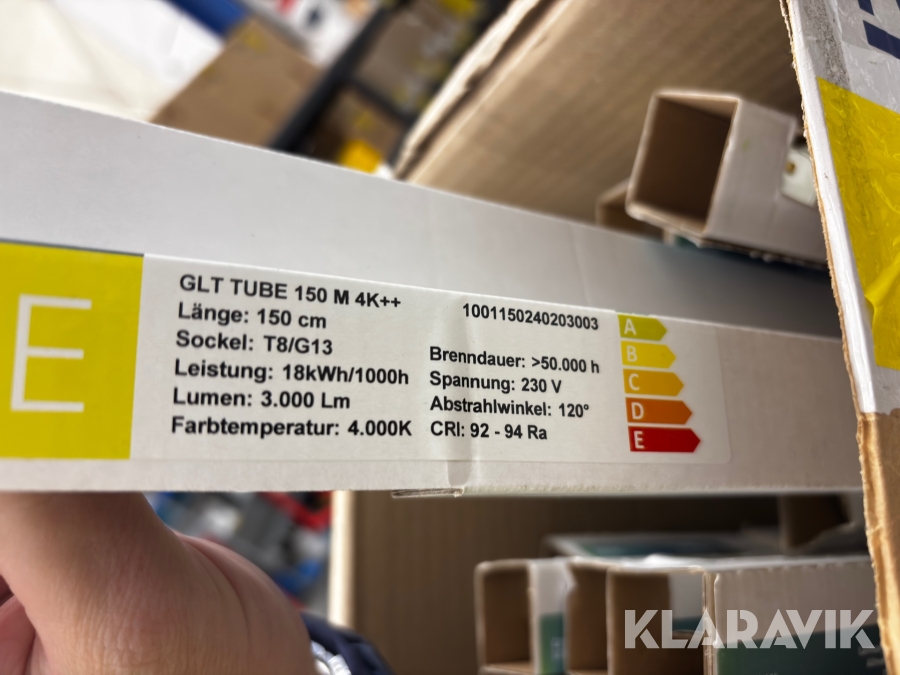 E
GLT TUBE 150 M 4K++
Länge: 150 cm
Sockel: T8/G13
Leistung: 18kWh/1000h
Lumen: 3.000 Lm
Farbtemperatur: 4.000K
1001150240203003
Brenndauer: >50.000 h
Spannung: 230 V
Abstrahlwinkel: 120°
CRI: 92 - 94 Ra
A
B
C
D
E
KLARAVIK